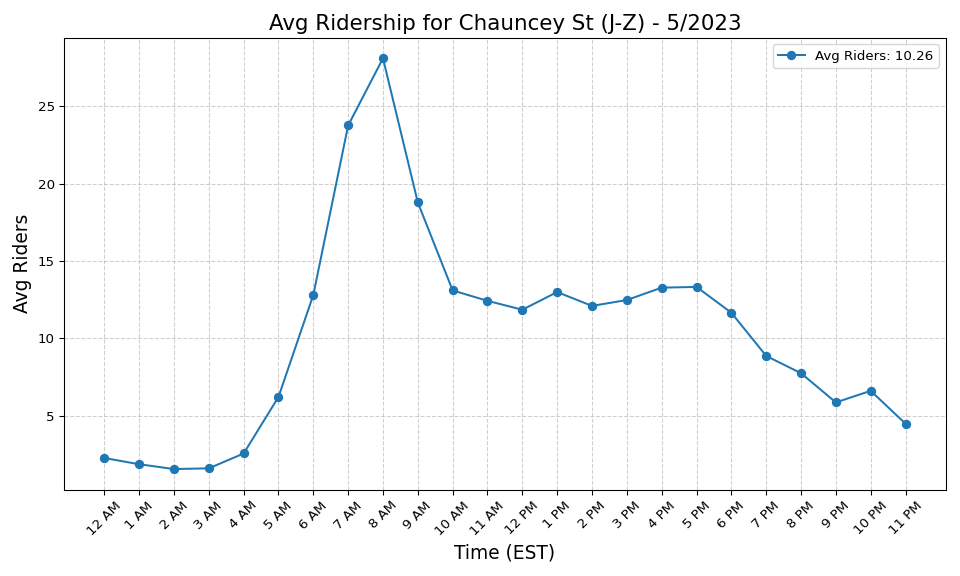 Avg Ridership for Chauncey St (J-Z) - 5/2023
Avg Riders: 10.26
Avg Riders
25
20
15
10
5
12 AM
1 AM
2 AM
3 AM
4 AM
5 AM
6 AM
7 AM
8 AM
9 AM
10 AM
11 AM
12 PM
1 PM
2 PM
3 PM
4 PM
5 PM
6 PM
7 PM
8 PM
9 PM
10 PM
11 PM
Time (EST)